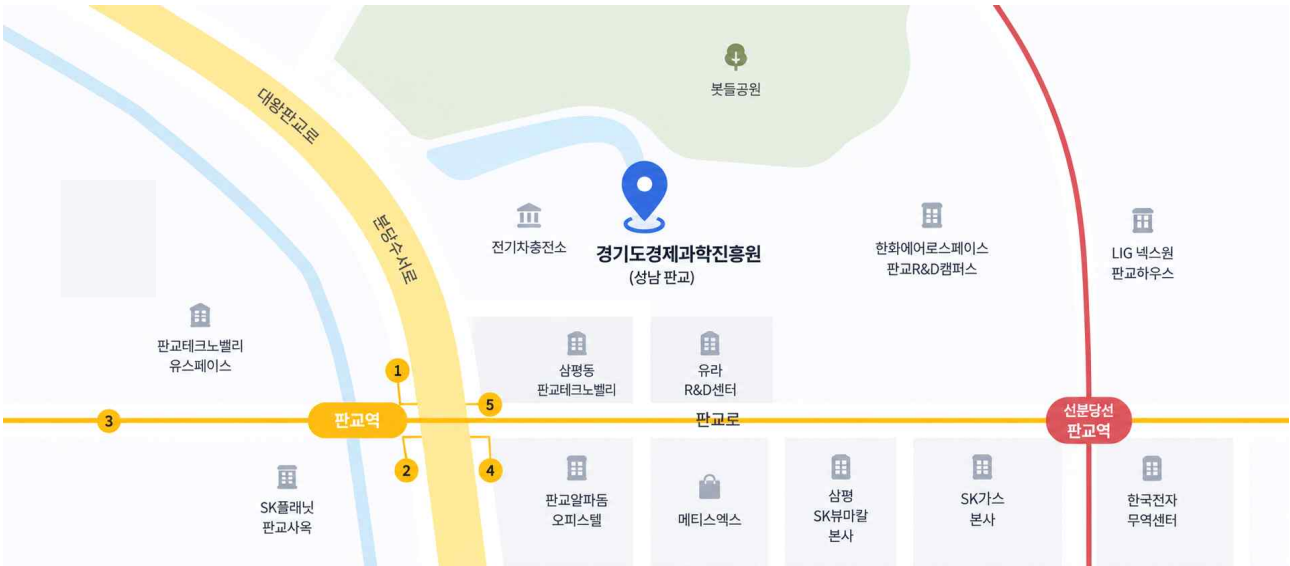 봇들공원
대왕판교로
분당수서로
전기차충전소
경기도경제과학진흥원
(성남 판교)
한화에어로스페이스
판교R&D캠퍼스
LIG 넥스원
판교하우스
판교테크노밸리
유스페이스
삼평동
판교테크노밸리
유라
R&D센터
1
5
3
판교역
판교로
신분당선
판교역
2
4
SK플래닛
판교사옥
판교알파돔
오피스텔
메티스엑스
삼평
SK뷰마칼
본사
SK가스
본사
한국전자
무역센터